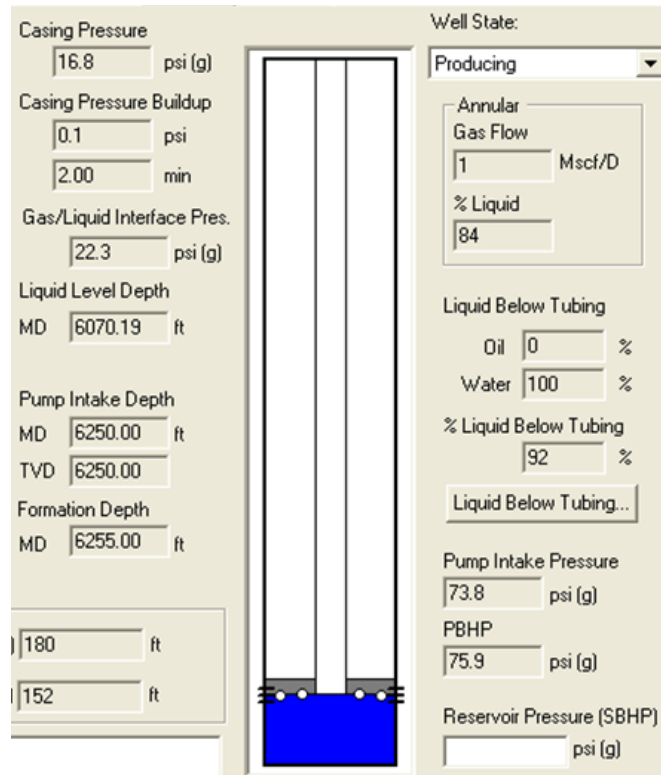 Casing Pressure
16.8 psi (g)
Casing Pressure Buildup
0.1 psi
2.00 min
Gas/Liquid Interface Pres.
22.3 psi (g)
Liquid Level Depth
MD 6070.19 ft
Pump Intake Depth
MD 6250.00 ft
TVD 6250.00
Formation Depth
MD 6255.00 ft
) 180 ft
152 ft
Well State:
Producing
Annular
Gas Flow
1 Mscf/D
% Liquid
84
Liquid Below Tubing
Oil 0 %
Water 100 %
% Liquid Below Tubing
92 %
Liquid Below Tubing...
Pump Intake Pressure
73.8 psi (g)
PBHP
75.9 psi (g)
Reservoir Pressure (SBHP)
psi (g)